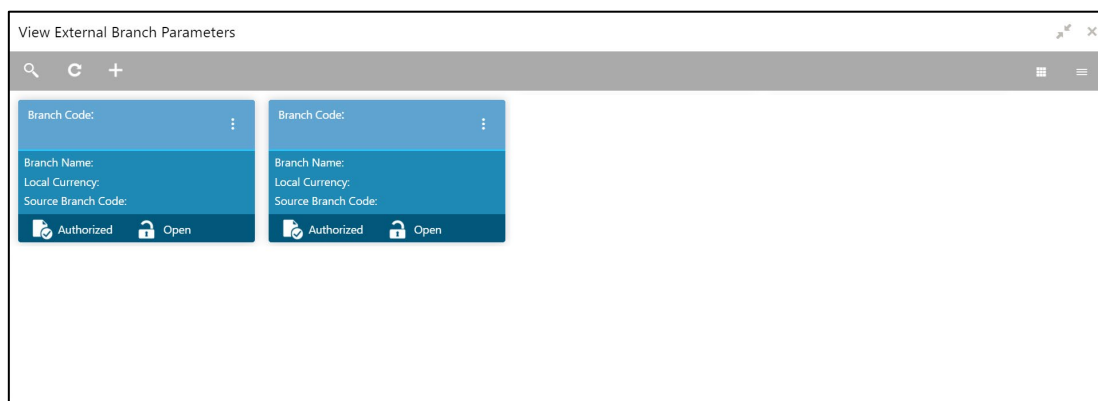 View External Branch Parameters
Branch Code:
Branch Name:
Local Currency:
Source Branch Code:
Authorized Open
Branch Code:
Branch Name:
Local Currency:
Source Branch Code:
Authorized Open